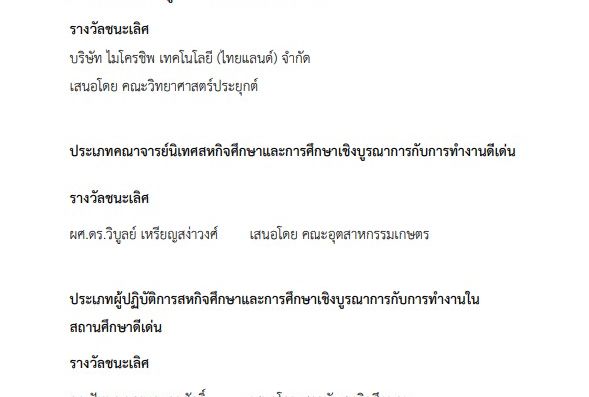 รางวัลชนะเลิศ
บริษัท ไมโครชิพ เทคโนโลยี (ไทยแลนด์) จำกัด
เสนอโดย คณะวิทยาศาสตร์ประยุกต์
ประเภทคณาจารย์นิเทศสหกิจศึกษาและการศึกษาเชิงบูรณาการกับการทำงานดีเด่น
รางวัลชนะเลิศ
ผศ.ดร.วิบูลย์ เหรียญสง่าวงศ์ เสนอโดย คณะอุตสาหกรรมเกษตร
ประเภทผู้ปฏิบัติการสหกิจศึกษาและการศึกษาเชิงบูรณาการกับการทำงานใน
สถานศึกษาดีเด่น
รางวัลชนะเลิศ